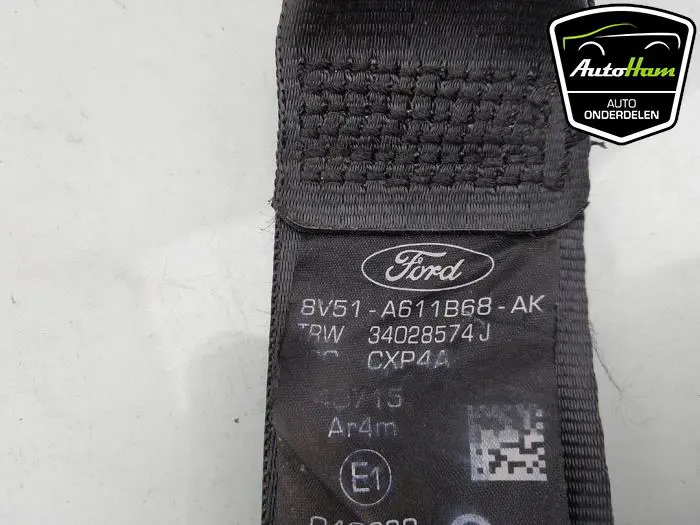 AutoHam
AUTO
ONDERDELEN
Ford
8V51-A611B68-AK
TRW 34028574J
CXP4A
Ar4m
E1